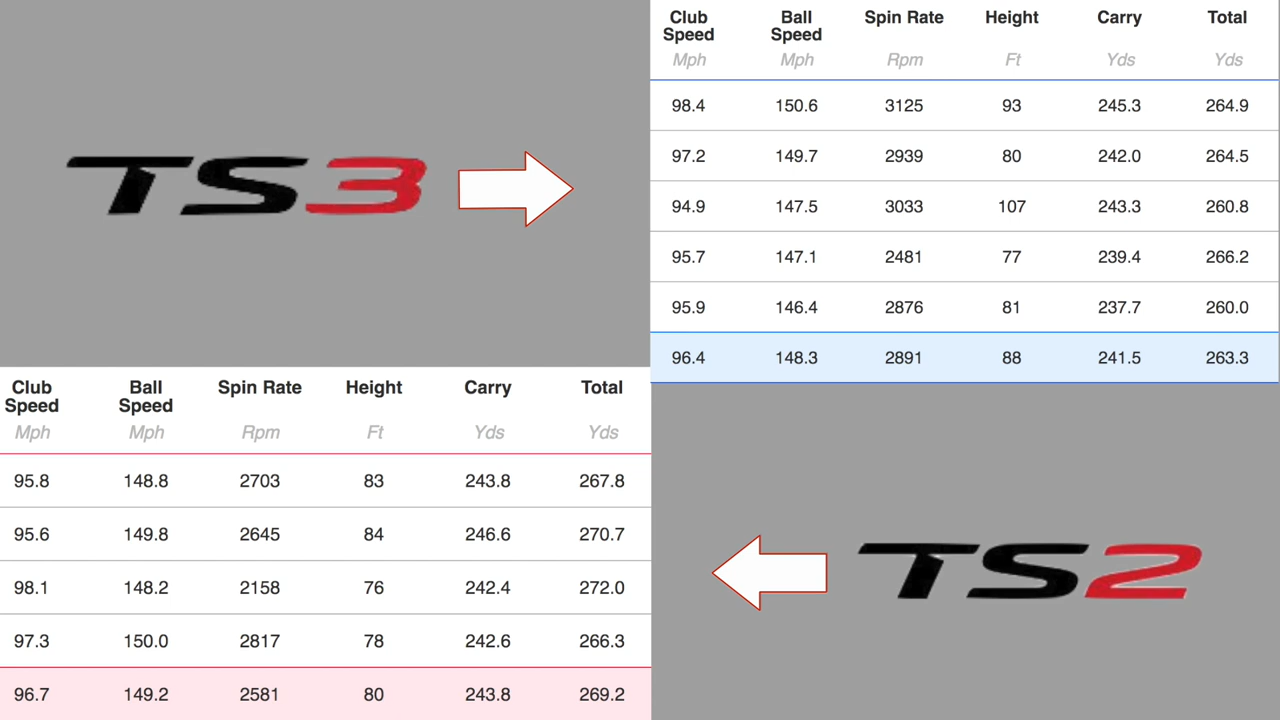 TS3
Club Speed Ball Speed Spin Rate Height Carry Total
Mph Mph Rpm Ft Yds Yds
98.4 150.6 3125 93 245.3 264.9
97.2 149.7 2939 80 242.0 264.5
94.9 147.5 3033 107 243.3 260.8
95.7 147.1 2481 77 239.4 266.2
95.9 146.4 2876 81 237.7 260.0
96.4 148.3 2891 88 241.5 263.3
Club Speed Ball Speed Spin Rate Height Carry Total
Mph Mph Rpm Ft Yds Yds
95.8 148.8 2703 83 243.8 267.8
95.6 149.8 2645 84 246.6 270.7
98.1 148.2 2158 76 242.4 272.0
97.3 150.0 2817 78 242.6 266.3
96.7 149.2 2581 80 243.8 269.2
TS2